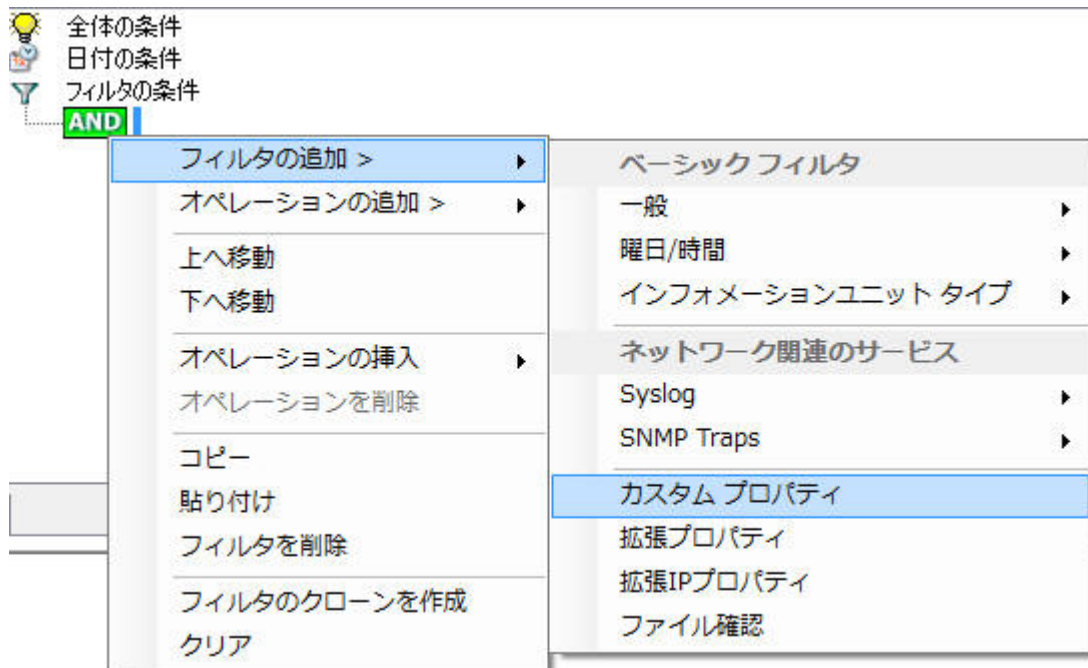 全体の条件
日付の条件
フィルタの条件
AND
フィルタの追加 >
オペレーションの追加 >
上へ移動
下へ移動
オペレーションの挿入
オペレーションを削除
コピー
貼り付け
フィルタを削除
フィルタのクローンを作成
クリア
ベーシック フィルタ
一般
曜日/時間
インフォメーションユニット タイプ
ネットワーク関連のサービス
Syslog
SNMP Traps
カスタム プロパティ
拡張プロパティ
拡張IPプロパティ
ファイル確認